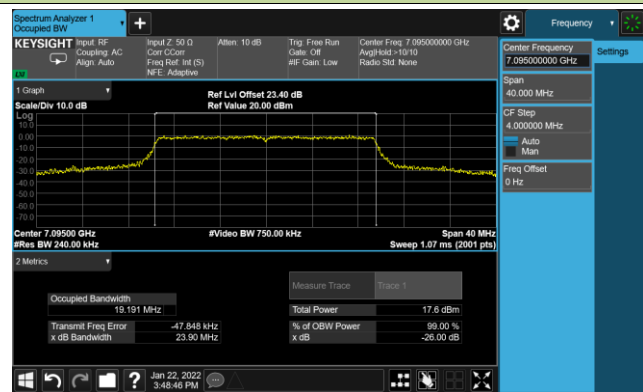 Spectrum Analyzer 1
Occupied BW
Frequency
KEYSIGHT Input: RF
Coupling: AC
Align: Auto
Input Z: 50 Ω
Corr CCorr
Freq Ref: Int (S)
NFE: Adaptive
Atten: 10 dB
Trig: Free Run
Gate: Off
#IF Gain: Low
Center Freq: 7.095000000 GHz
Avg|Hold:>10/10
Radio Std: None
Center Frequency
7.095000000 GHz
Settings
Span
40.000 MHz
CF Step
4.000000 MHz
Auto
Man
Freq Offset
0 Hz
1 Graph
Scale/Div 10.0 dB
Ref Lvl Offset 23.40 dB
Ref Value 20.00 dBm
Log
10.0
0.00
-10.0
-20.0
-30.0
-40.0
-50.0
-60.0
-70.0
Center 7.09500 GHz
#Res BW 240.00 kHz
#Video BW 750.00 kHz
Span 40 MHz
Sweep 1.07 ms (2001 pts)
2 Metrics
Measure Trace Trace 1
Occupied Bandwidth
19.191 MHz
Total Power 17.6 dBm
Transmit Freq Error -47.848 kHz
% of OBW Power 99.00 %
x dB Bandwidth 23.90 MHz
x dB -26.00 dB
Jan 22, 2022
3:48:46 PM